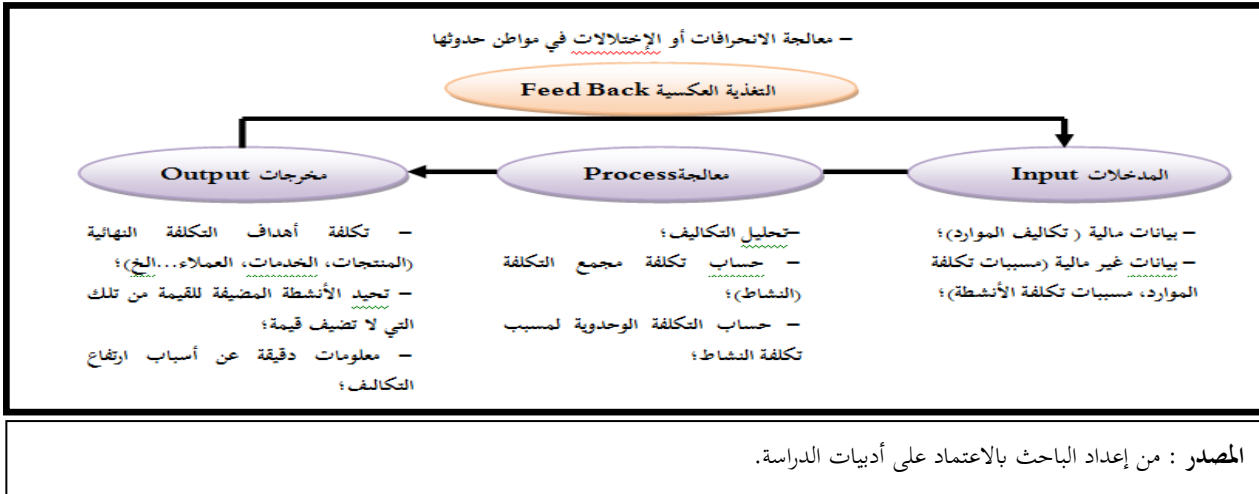 – معالجة الانحرافات أو الإختلالات في مواطن حدوثها
التغذية العكسية Feed Back
المدخلات Input
معالجةProcess
مخرجات Output
– بيانات مالية ( تكاليف الموارد)؛
– بيانات غير مالية (مسببات تكلفة
الموارد، مسببات تكلفة الأنشطة)؛
–تحليل التكاليف؛
– حساب تكلفة مجمع التكلفة
(النشاط)؛
– حساب التكلفة الوحدوية لمسبب
تكلفة النشاط؛
– تكلفة أهداف التكلفة النهائية
(المنتجات، الخدمات، العملاء...الخ)؛
– تحيد الأنشطة المضيفة للقيمة من تلك
التي لا تضيف قيمة؛
– معلومات دقيقة عن أسباب ارتفاع
التكاليف؛
المصدر : من إعداد الباحث بالاعتماد على أدبيات الدراسة.